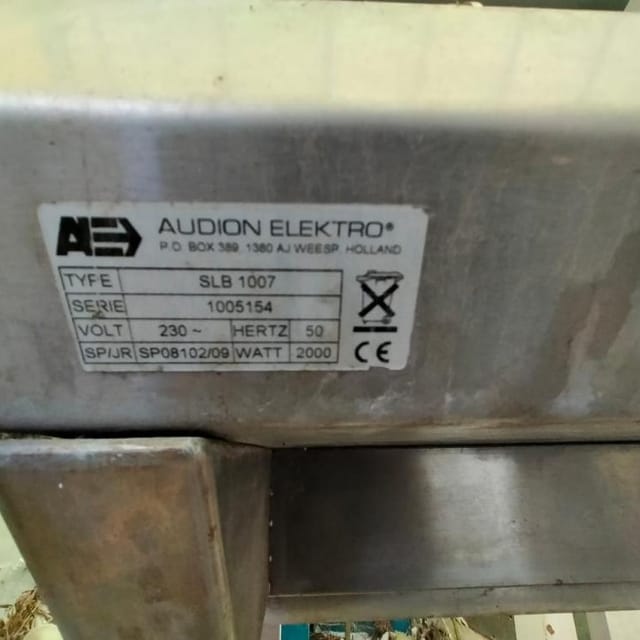 AE AUDION ELEKTRO®
P.O. BOX 389, 1380 AJ WEESP, HOLLAND
TYPE SLB 1007
SERIE 1005154
VOLT 230 ~ HERTZ 50
SP/JR SP08102/09 WATT 2000
CE